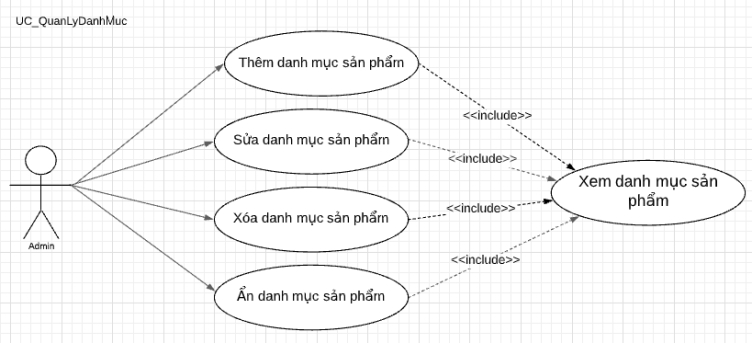 UC_QuanLyDanhMuc
Thêm danh mục sản phẩm
<<include>>
Sửa danh mục sản phẩm
<<include>>
Xem danh mục sản
phẩm
Xóa danh mục sản phẩm
<<include>>
Admin
<<include>>
Ẩn danh mục sản phẩm